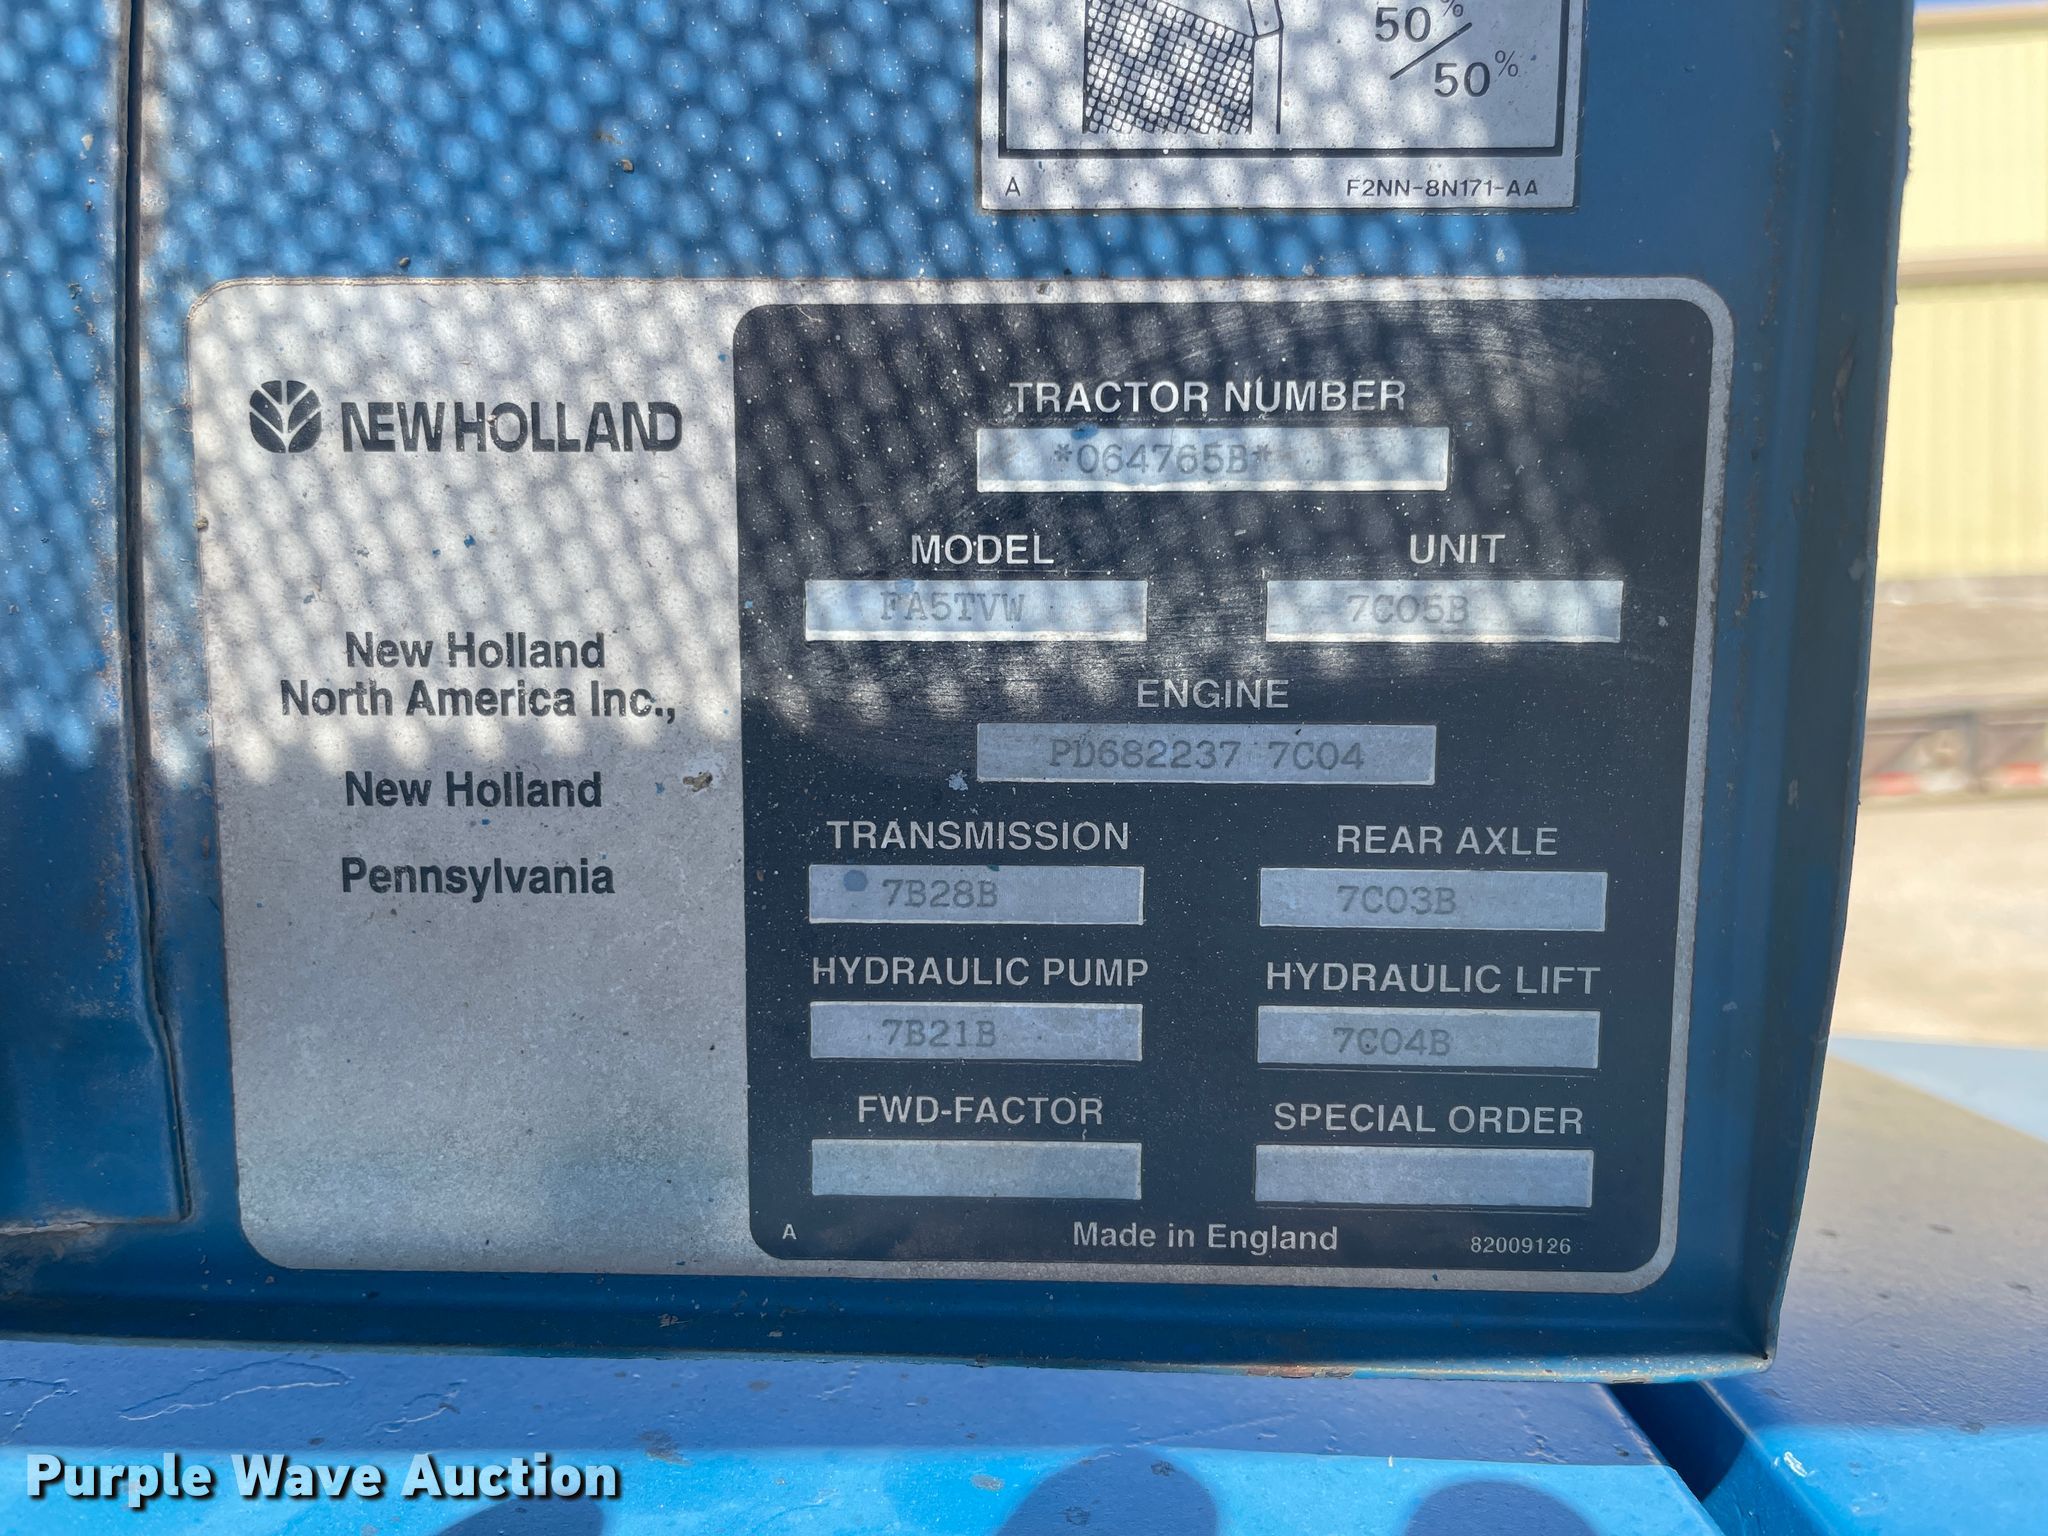 50%
50%
A
F2NN-8N171-AA
NEW HOLLAND
New Holland
North America Inc.,
New Holland
Pennsylvania
TRACTOR NUMBER
*064765B*
MODEL
UNIT
FA5TVW
7C05B
ENGINE
PD682237 7C04
TRANSMISSION
REAR AXLE
7B28B
7C03B
HYDRAULIC PUMP
HYDRAULIC LIFT
7B21B
7C04B
FWD-FACTOR
SPECIAL ORDER
A
Made in England
82009126
Purple Wave Auction